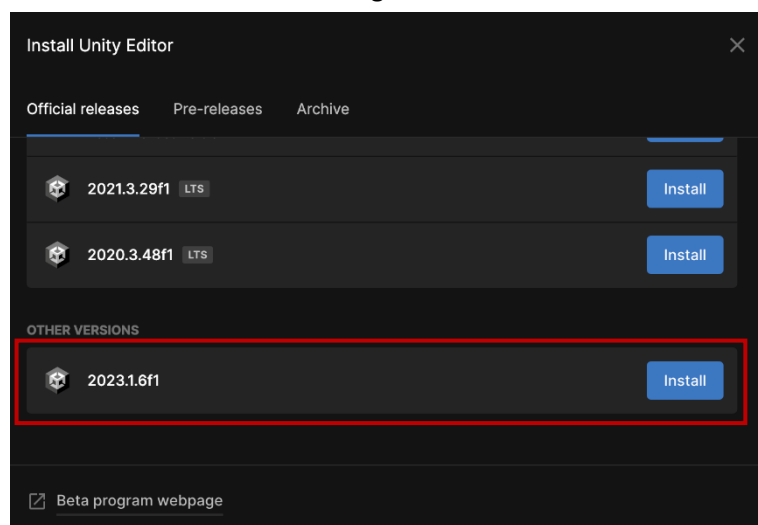 Install Unity Editor
Official releases Pre-releases Archive
2021.3.29f1 LTS Install
2020.3.48f1 LTS Install
OTHER VERSIONS
2023.1.6f1 Install
Beta program webpage